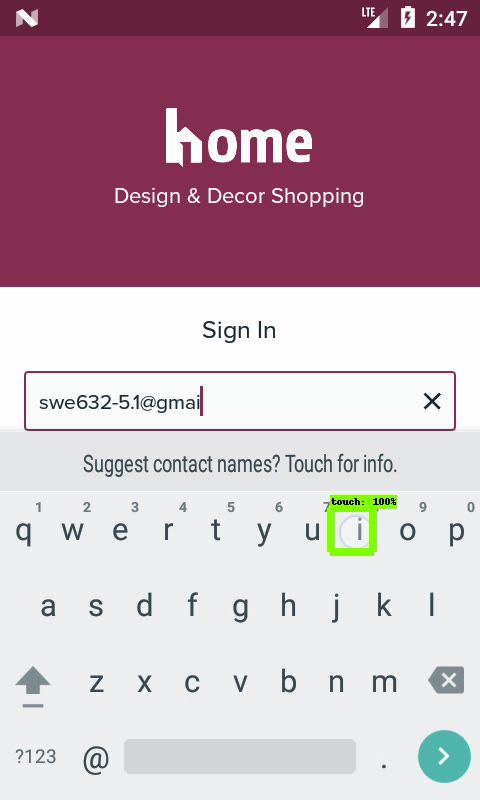 LTE 2:47
home
Design & Decor Shopping
Sign In
swe632-5.1@gmai
Suggest contact names? Touch for info.
touch: 100%
1 2 3 4 5 6 7 9 0
q w e r t y u i o p
a s d f g h j k l
z x c v b n m
?123 @ .